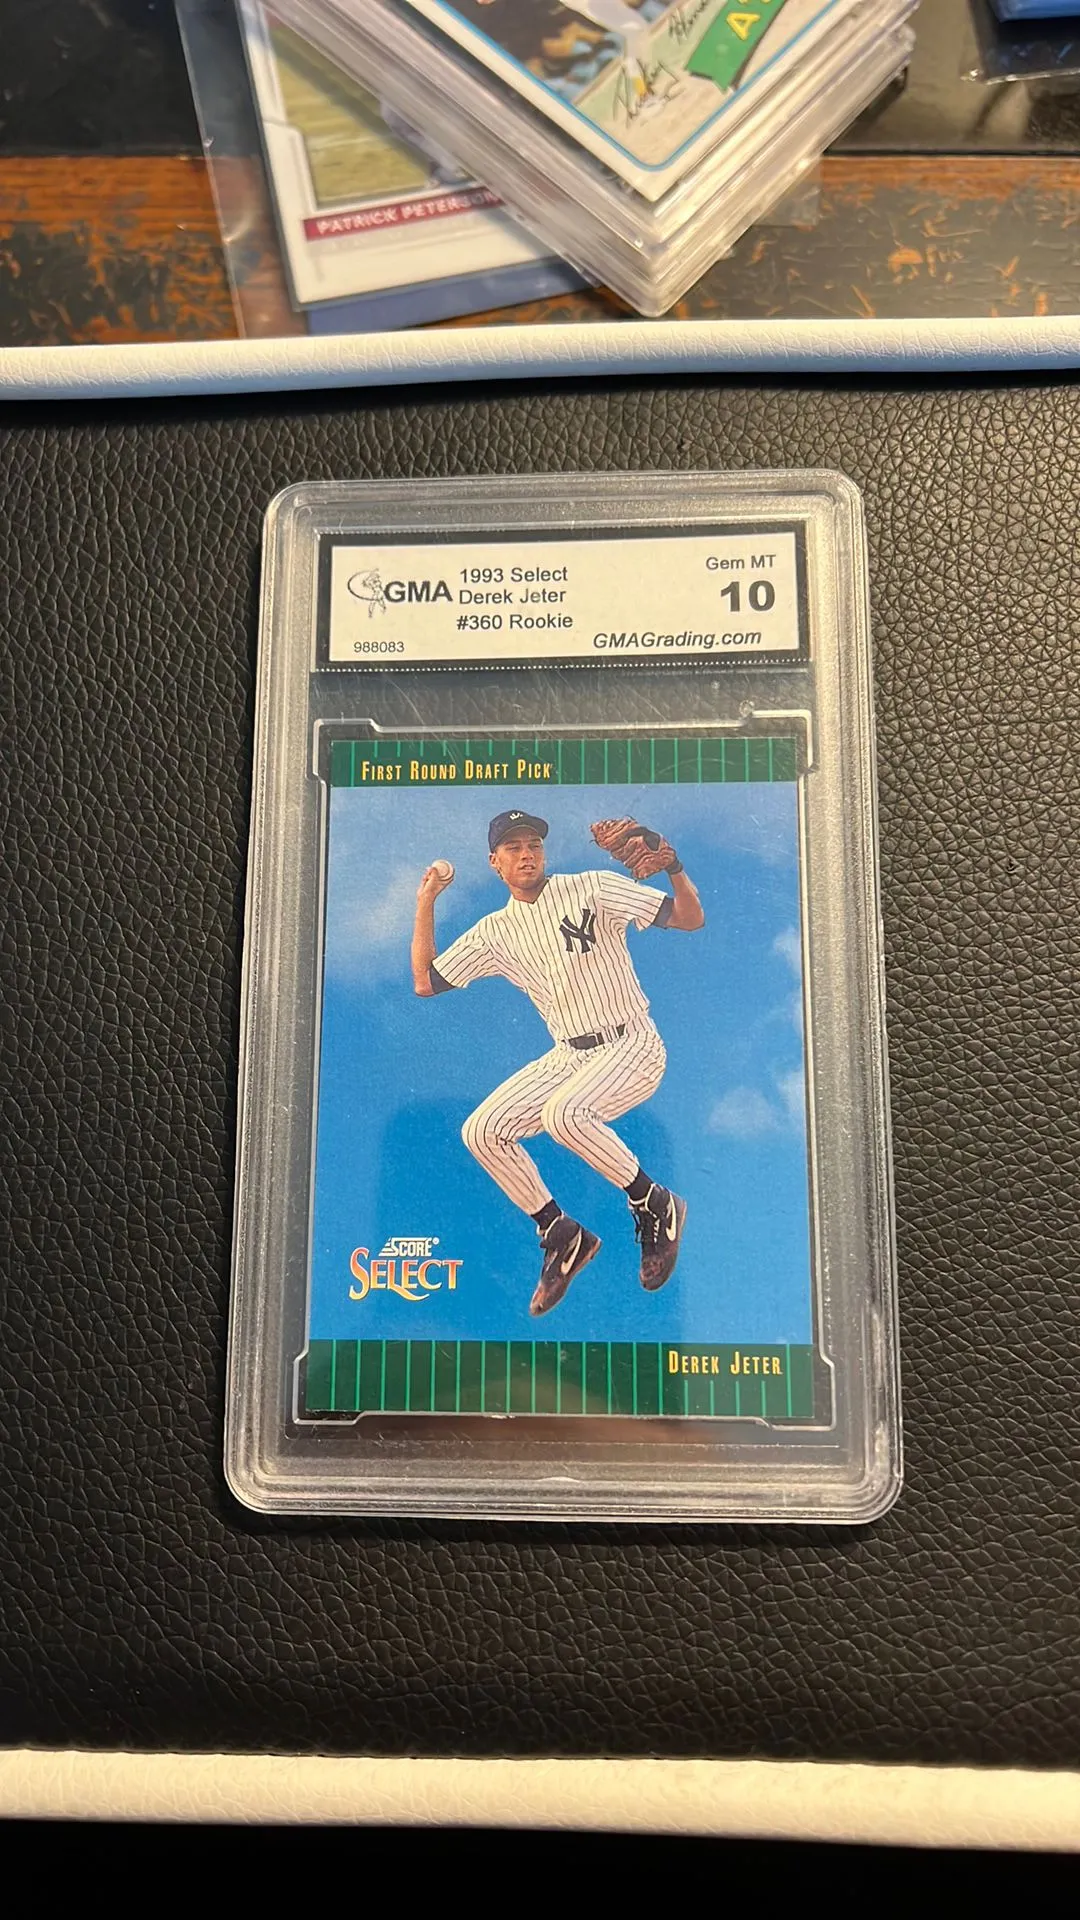 PATRICK PETERSON
GMA
1993 Select
Derek Jeter
#360 Rookie
988083
Gem MT
10
GMAGrading.com
FIRST ROUND DRAFT PICK
NY
SCORE®
SELECT
DEREK JETER